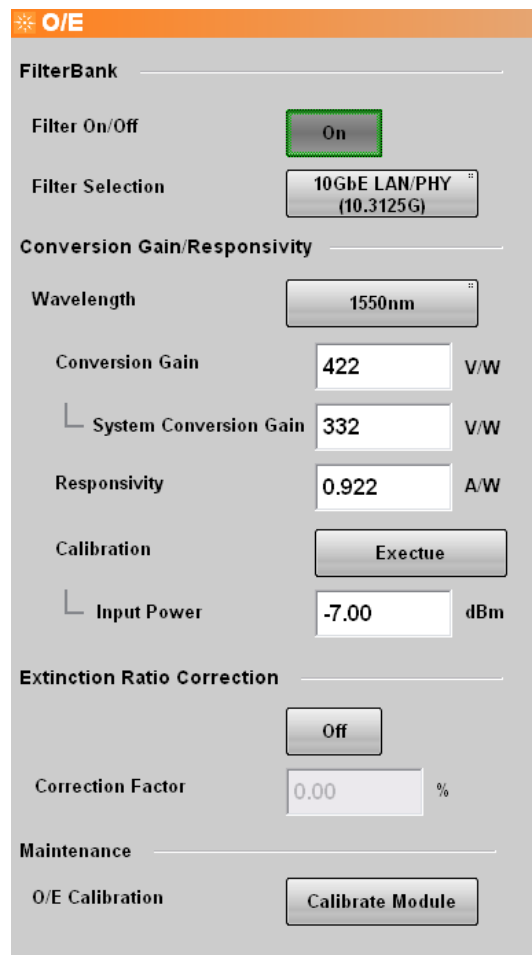 O/E
FilterBank
Filter On/Off
On
Filter Selection
10GbE LAN/PHY
(10.3125G)
Conversion Gain/Responsivity
Wavelength
1550nm
Conversion Gain
422
V/W
System Conversion Gain
332
V/W
Responsivity
0.922
A/W
Calibration
Exectue
Input Power
-7.00
dBm
Extinction Ratio Correction
Off
Correction Factor
0.00
%
Maintenance
O/E Calibration
Calibrate Module